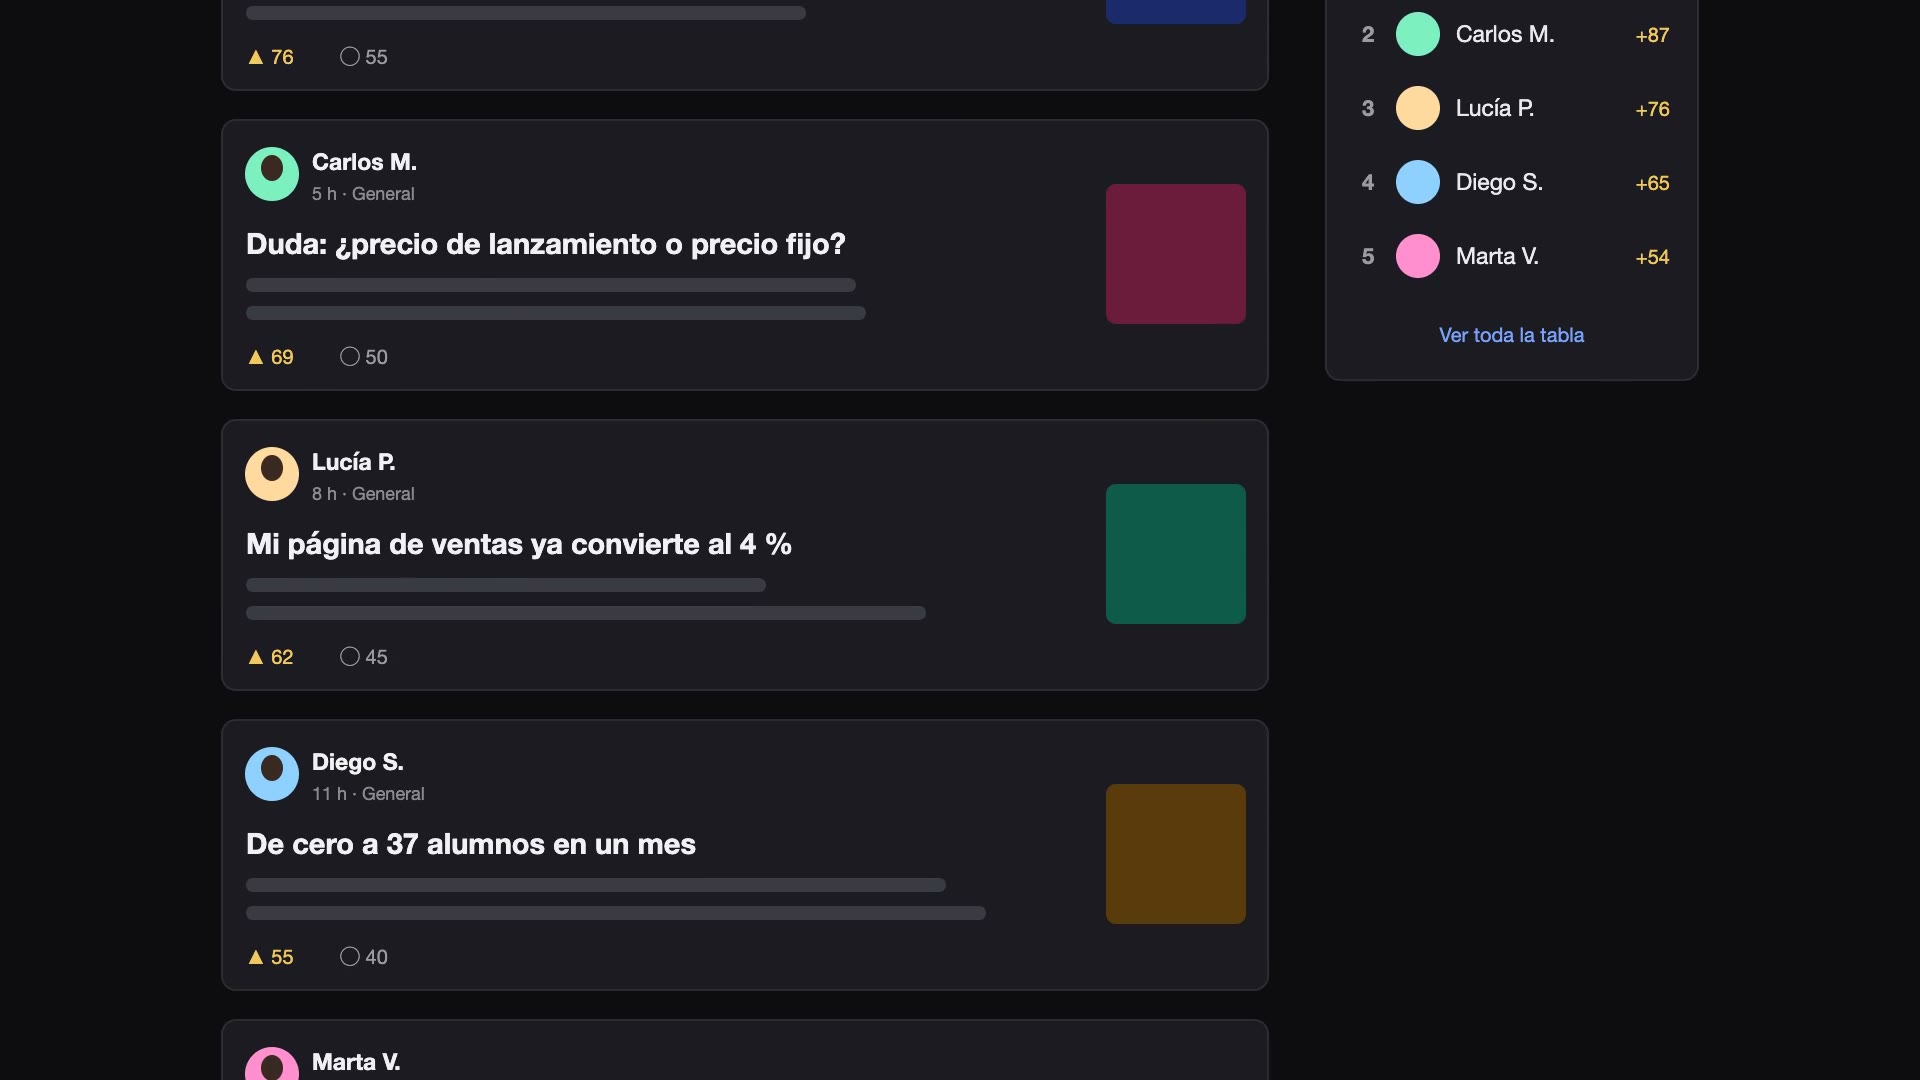 ▲ 76 ◯ 55
Carlos M.
5 h · General
Duda: ¿precio de lanzamiento o precio fijo?
▲ 69 ◯ 50
Lucía P.
8 h · General
Mi página de ventas ya convierte al 4 %
▲ 62 ◯ 45
Diego S.
11 h · General
De cero a 37 alumnos en un mes
▲ 55 ◯ 40
Marta V.
2 Carlos M. +87
3 Lucía P. +76
4 Diego S. +65
5 Marta V. +54
Ver toda la tabla